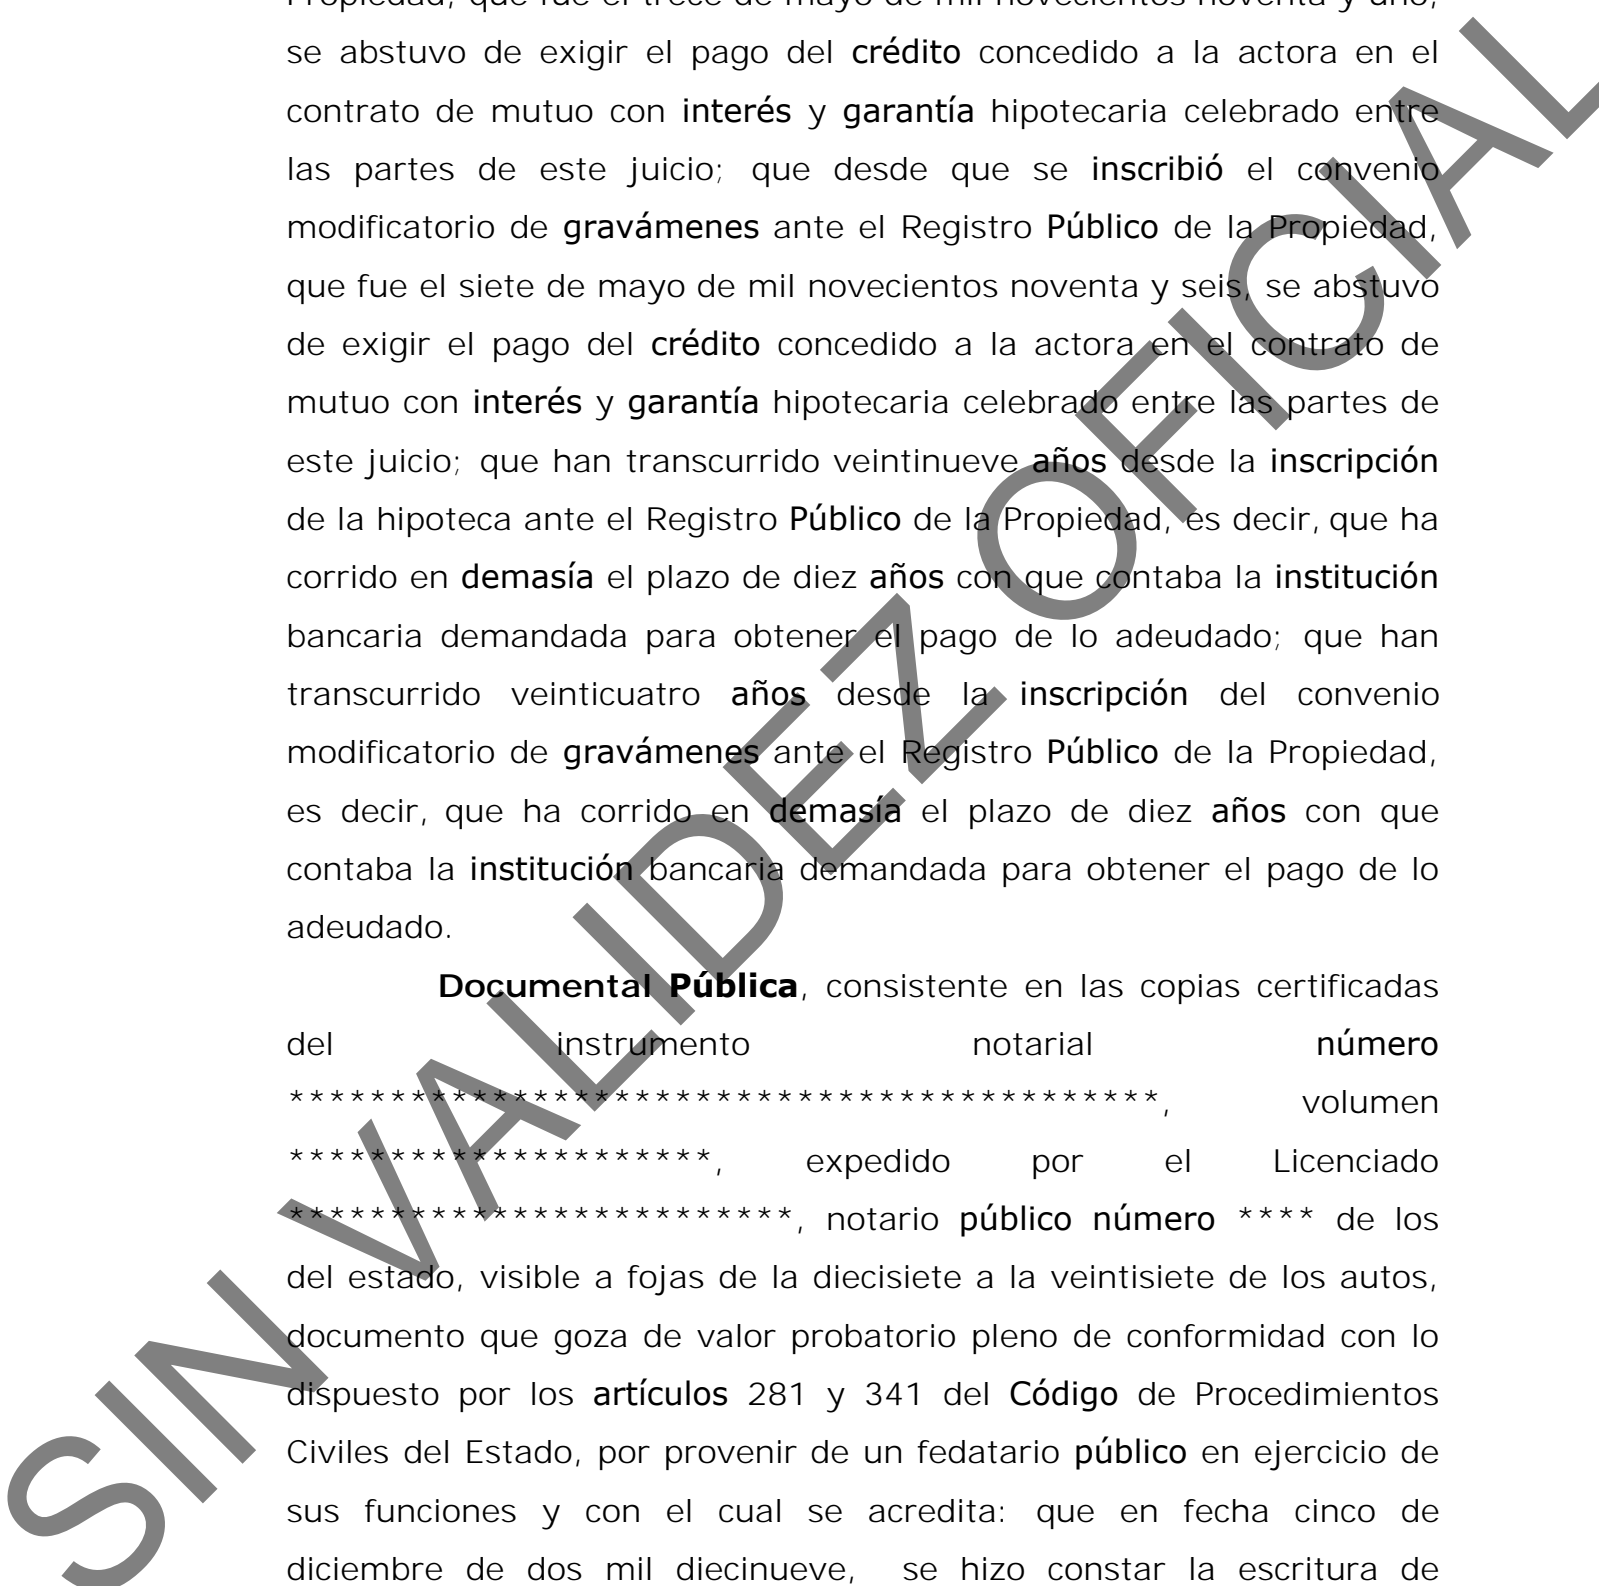 Propiedad, que fue el trece de mayo de mil novecientos noventa y uno,
se abstuvo de exigir el pago del crédito concedido a la actora en el
contrato de mutuo con interés y garantía hipotecaria celebrado entre
las partes de este juicio; que desde que se inscribió el convenio
modificatorio de gravámenes ante el Registro Público de la Propiedad,
que fue el siete de mayo de mil novecientos noventa y seis, se abstuvo
de exigir el pago del crédito concedido a la actora en el contrato de
mutuo con interés y garantía hipotecaria celebrado entre las partes de
este juicio; que han transcurrido veintinueve años desde la inscripción
de la hipoteca ante el Registro Público de la Propiedad, es decir, que ha
corrido en demasía el plazo de diez años con que contaba la institución
bancaria demandada para obtener el pago de lo adeudado; que han
transcurrido veinticuatro años desde la inscripción del convenio
modificatorio de gravámenes ante el Registro Público de la Propiedad,
es decir, que ha corrido en demasía el plazo de diez años con que
contaba la institución bancaria demandada para obtener el pago de lo
adeudado.
Documental Pública, consistente en las copias certificadas
del instrumento notarial número
*******************************************, volumen
*********************, expedido por el Licenciado
*************************, notario público número **** de los
del estado, visible a fojas de la diecisiete a la veintisiete de los autos,
documento que goza de valor probatorio pleno de conformidad con lo
dispuesto por los artículos 281 y 341 del Código de Procedimientos
Civiles del Estado, por provenir de un fedatario público en ejercicio de
sus funciones y con el cual se acredita: que en fecha cinco de
diciembre de dos mil diecinueve, se hizo constar la escritura de
SIN VALIDEZ OFICIAL